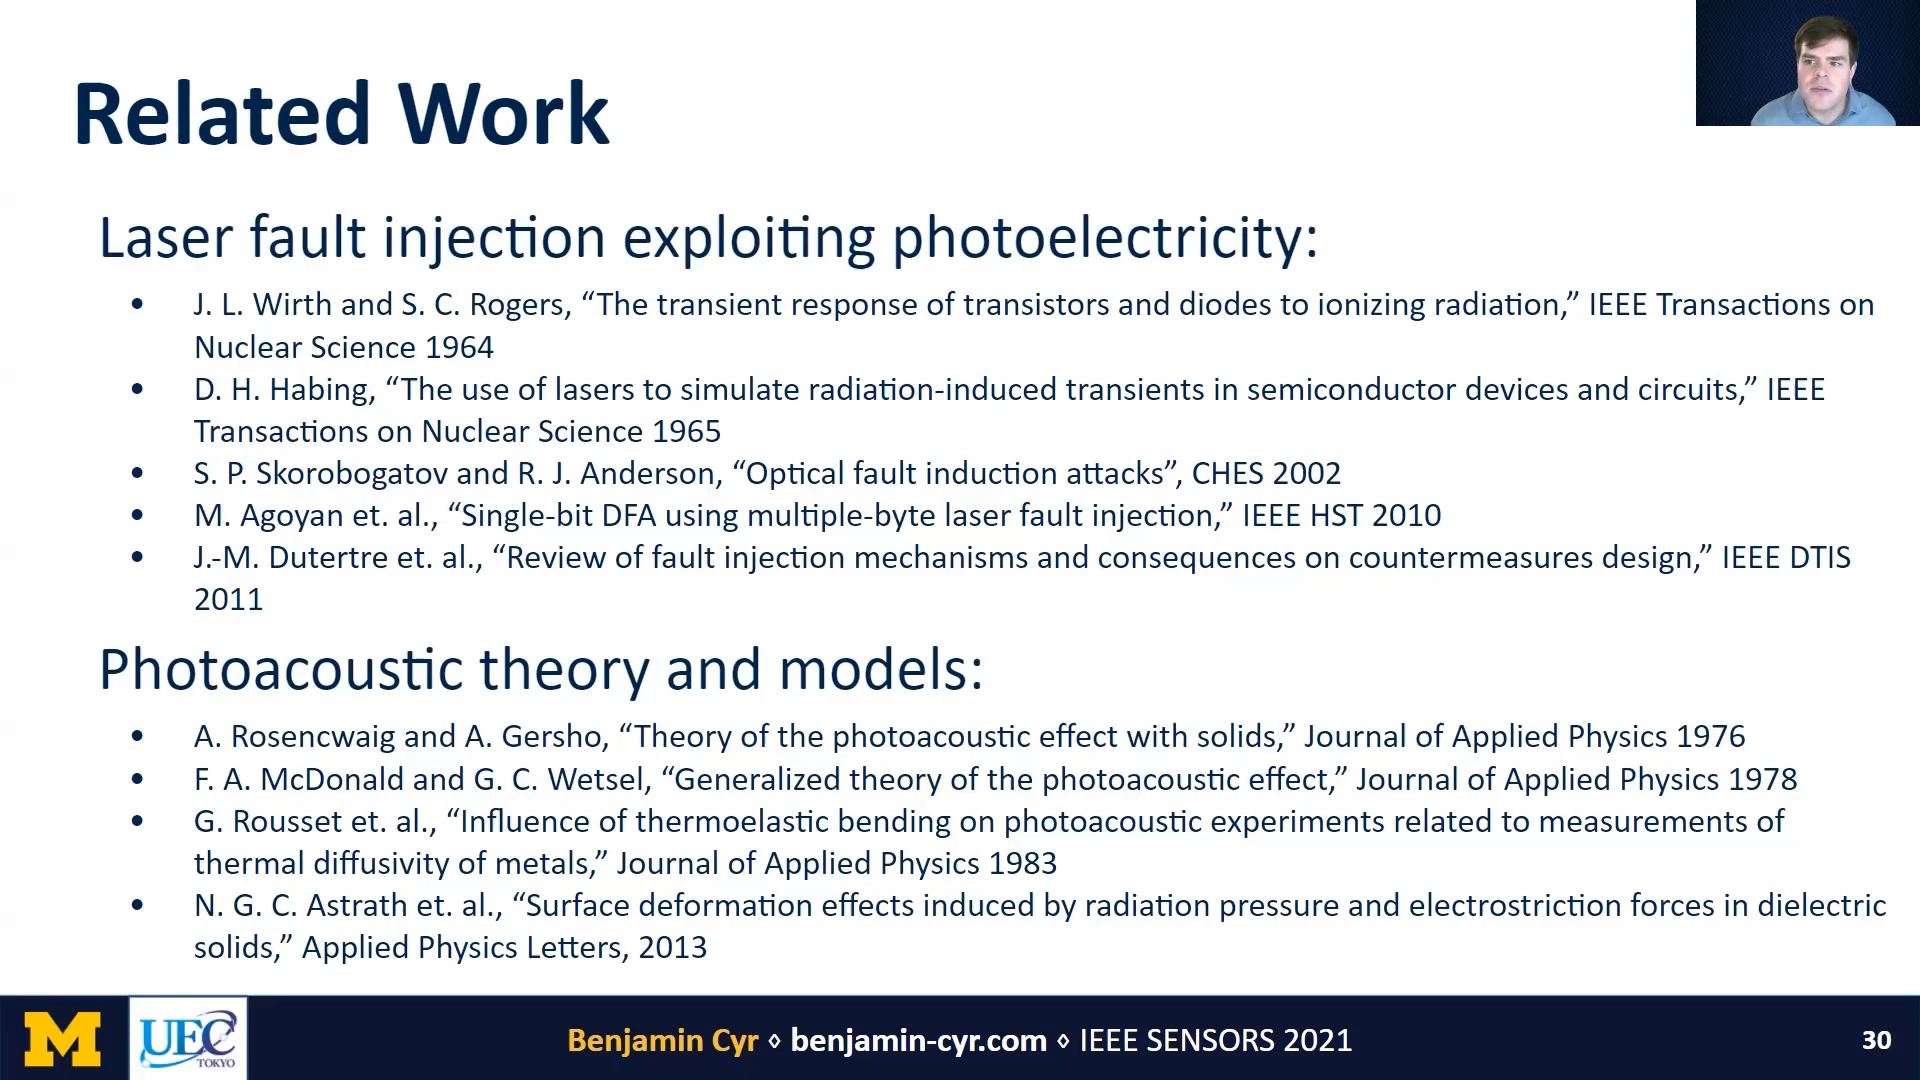 Related Work
Laser fault injection exploiting photoelectricity:
• J. L. Wirth and S. C. Rogers, “The transient response of transistors and diodes to ionizing radiation,” IEEE Transactions on
Nuclear Science 1964
• D. H. Habing, “The use of lasers to simulate radiation-induced transients in semiconductor devices and circuits,” IEEE
Transactions on Nuclear Science 1965
• S. P. Skorobogatov and R. J. Anderson, “Optical fault induction attacks”, CHES 2002
• M. Agoyan et. al., “Single-bit DFA using multiple-byte laser fault injection,” IEEE HST 2010
• J.-M. Dutertre et. al., “Review of fault injection mechanisms and consequences on countermeasures design,” IEEE DTIS
2011
Photoacoustic theory and models:
• A. Rosencwaig and A. Gersho, “Theory of the photoacoustic effect with solids,” Journal of Applied Physics 1976
• F. A. McDonald and G. C. Wetsel, “Generalized theory of the photoacoustic effect,” Journal of Applied Physics 1978
• G. Rousset et. al., “Influence of thermoelastic bending on photoacoustic experiments related to measurements of
thermal diffusivity of metals,” Journal of Applied Physics 1983
• N. G. C. Astrath et. al., “Surface deformation effects induced by radiation pressure and electrostriction forces in dielectric
solids,” Applied Physics Letters, 2013
M
UEC
TOKYO
Benjamin Cyr ◊ benjamin-cyr.com ◊ IEEE SENSORS 2021
30